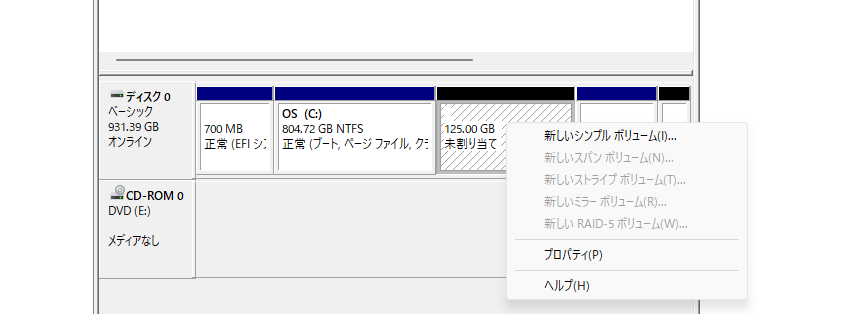 ディスク 0
ベーシック
931.39 GB
オンライン
700 MB
正常 (EFI シ
OS (C:)
804.72 GB NTFS
正常 (ブート, ページ ファイル, クラ
125.00 GB
未割り当て
新しいシンプル ボリューム(I)...
新しいスパン ボリューム(N)...
新しいストライプ ボリューム(T)...
新しいミラー ボリューム(R)...
新しい RAID-5 ボリューム(W)...
プロパティ(P)
ヘルプ(H)
CD-ROM 0
DVD (E:)
メディアなし